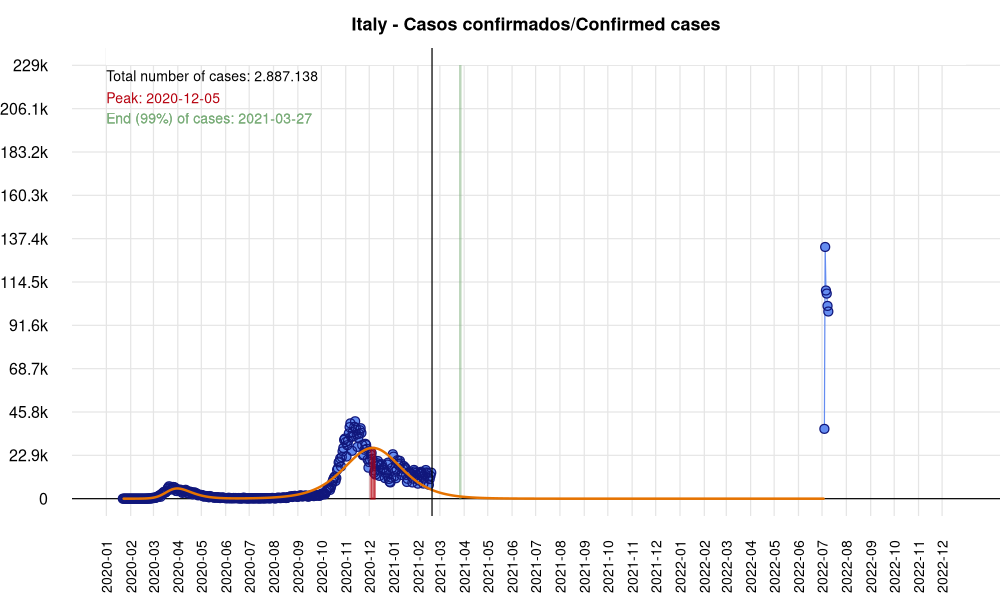 Italy - Casos confirmados/Confirmed cases
Total number of cases: 2.887.138
Peak: 2020-12-05
End (99%) of cases: 2021-03-27
229k
206.1k
183.2k
160.3k
137.4k
114.5k
91.6k
68.7k
45.8k
22.9k
0
2020-01
2020-02
2020-03
2020-04
2020-05
2020-06
2020-07
2020-08
2020-09
2020-10
2020-11
2020-12
2021-01
2021-02
2021-03
2021-04
2021-05
2021-06
2021-07
2021-08
2021-09
2021-10
2021-11
2021-12
2022-01
2022-02
2022-03
2022-04
2022-05
2022-06
2022-07
2022-08
2022-09
2022-10
2022-11
2022-12